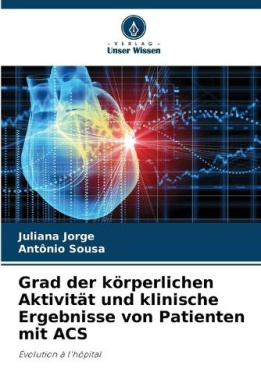 - VERLAG -
Unser Wissen
Juliana Jorge
Antônio Sousa
Grad der körperlichen
Aktivität und klinische
Ergebnisse von Patienten
mit ACS
Évolution à l'hôpital